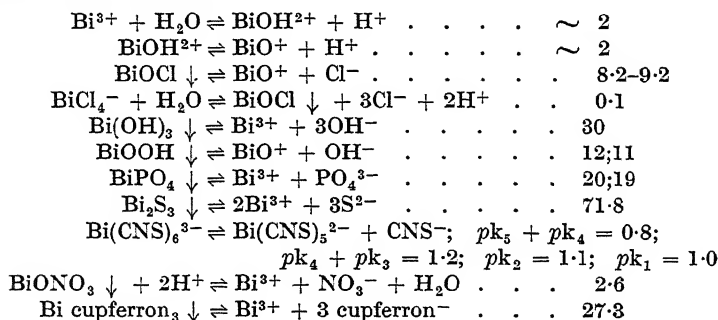 Bi³⁺ + H₂O ⇌ BiOH²⁺ + H⁺ . . . . . ~ 2
BiOH²⁺ ⇌ BiO⁺ + H⁺ . . . . . ~ 2
BiOCl ↓ ⇌ BiO⁺ + Cl⁻ . . . . . 8·2–9·2
BiCl₄⁻ + H₂O ⇌ BiOCl ↓ + 3Cl⁻ + 2H⁺ . . 0·1
Bi(OH)₃ ↓ ⇌ Bi³⁺ + 3OH⁻ . . . . . 30
BiOOH ↓ ⇌ BiO⁺ + OH⁻ . . . . . 12;11
BiPO₄ ↓ ⇌ Bi³⁺ + PO₄³⁻ . . . . . 20;19
Bi₂S₃ ↓ ⇌ 2Bi³⁺ + 3S²⁻ . . . . . 71·8
Bi(CNS)₆³⁻ ⇌ Bi(CNS)₅²⁻ + CNS⁻; pk₅ + pk₄ = 0·8;
pk₄ + pk₃ = 1·2; pk₂ = 1·1; pk₁ = 1·0
BiONO₃ ↓ + 2H⁺ ⇌ Bi³⁺ + NO₃⁻ + H₂O . . . 2·6
Bi cupferron₃ ↓ ⇌ Bi³⁺ + 3 cupferron⁻ . . . 27·3